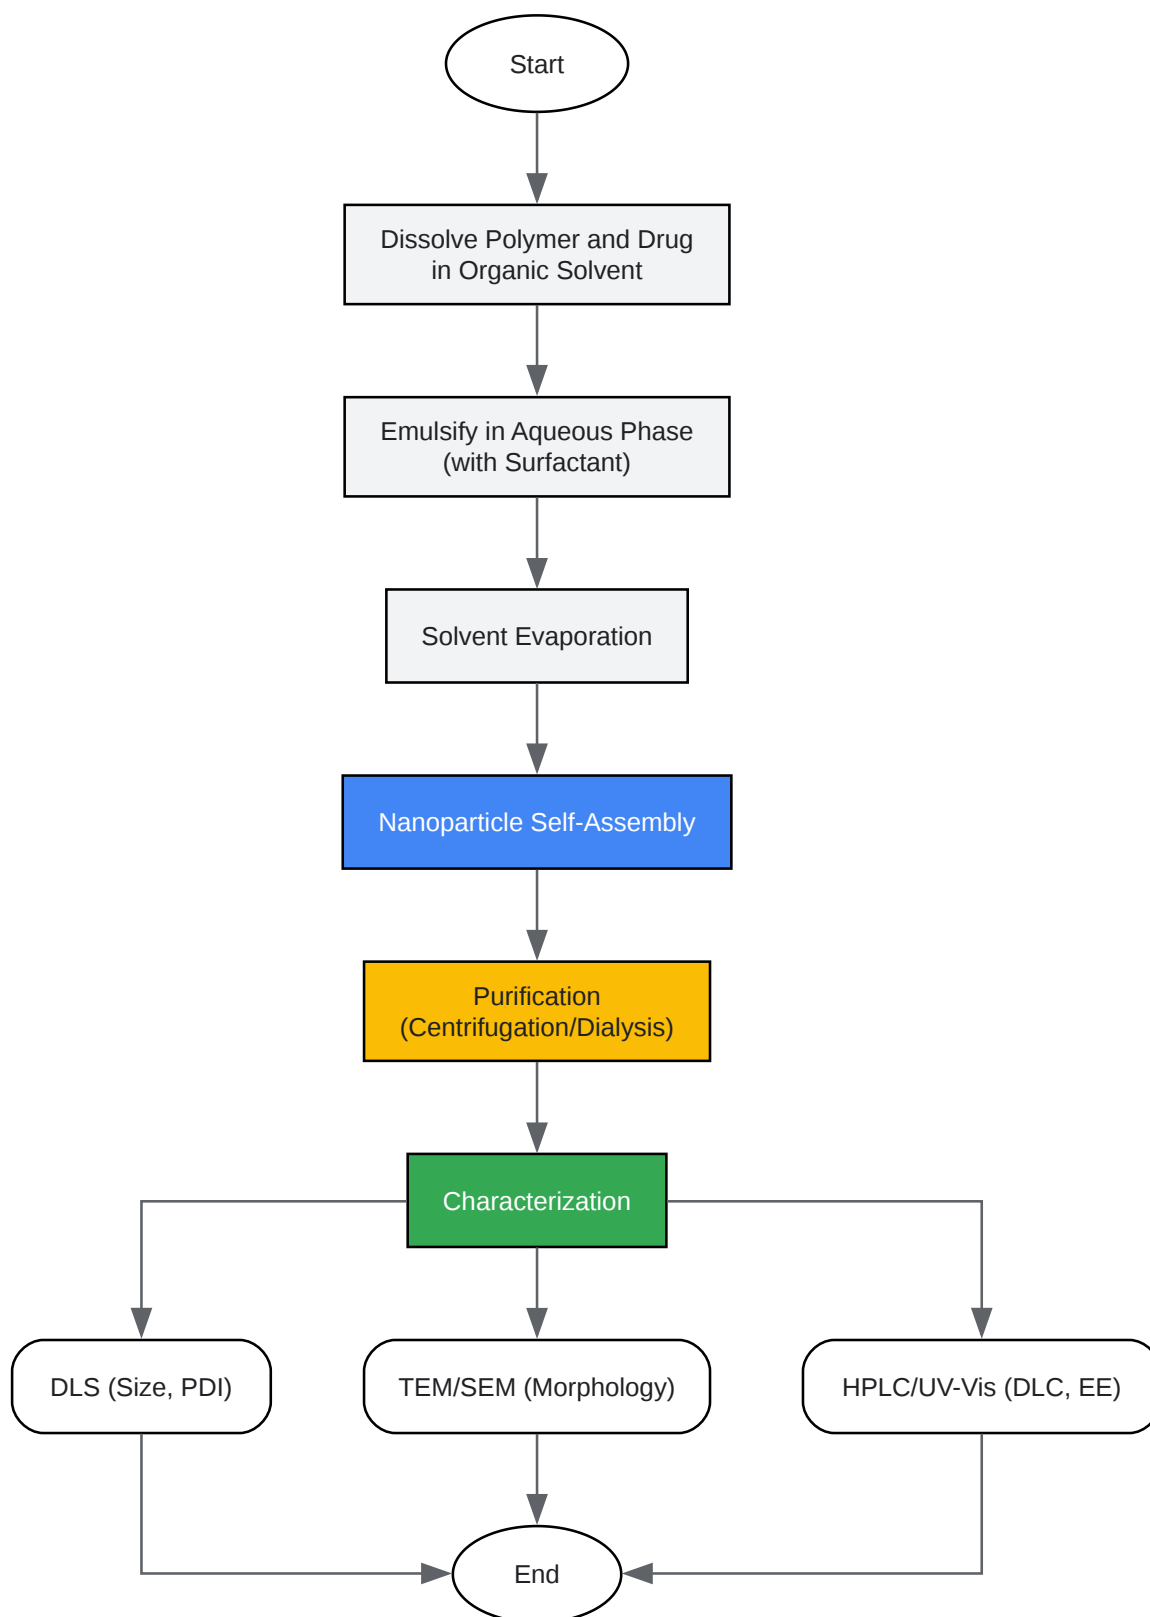 Start
Dissolve Polymer and Drug
in Organic Solvent
Emulsify in Aqueous Phase
(with Surfactant)
Solvent Evaporation
Nanoparticle Self-Assembly
Purification
(Centrifugation/Dialysis)
Characterization
DLS (Size, PDI)
TEM/SEM (Morphology)
HPLC/UV-Vis (DLC, EE)
End